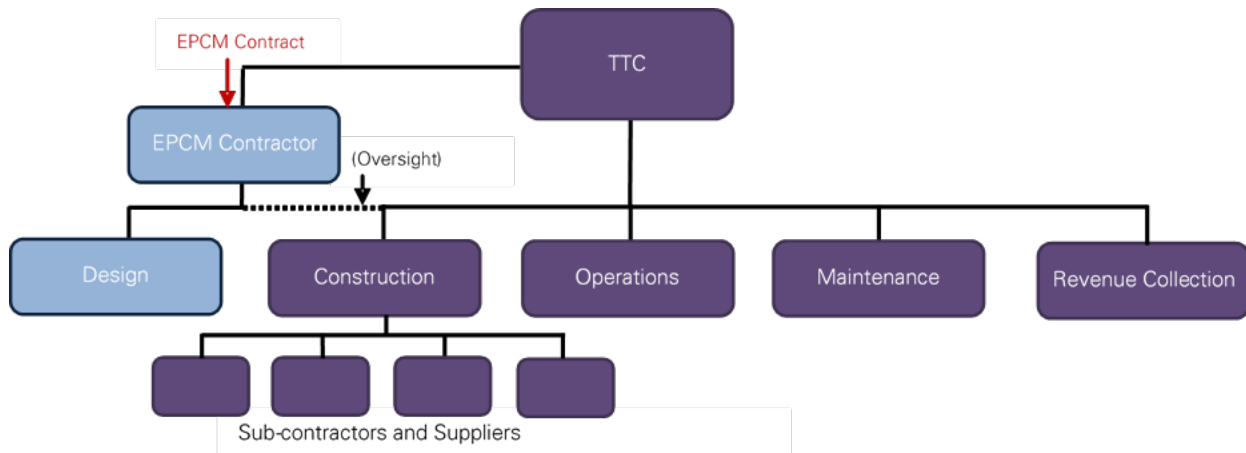 EPCM Contract
TTC
EPCM Contractor
(Oversight)
Design
Construction
Operations
Maintenance
Revenue Collection
Sub-contractors and Suppliers